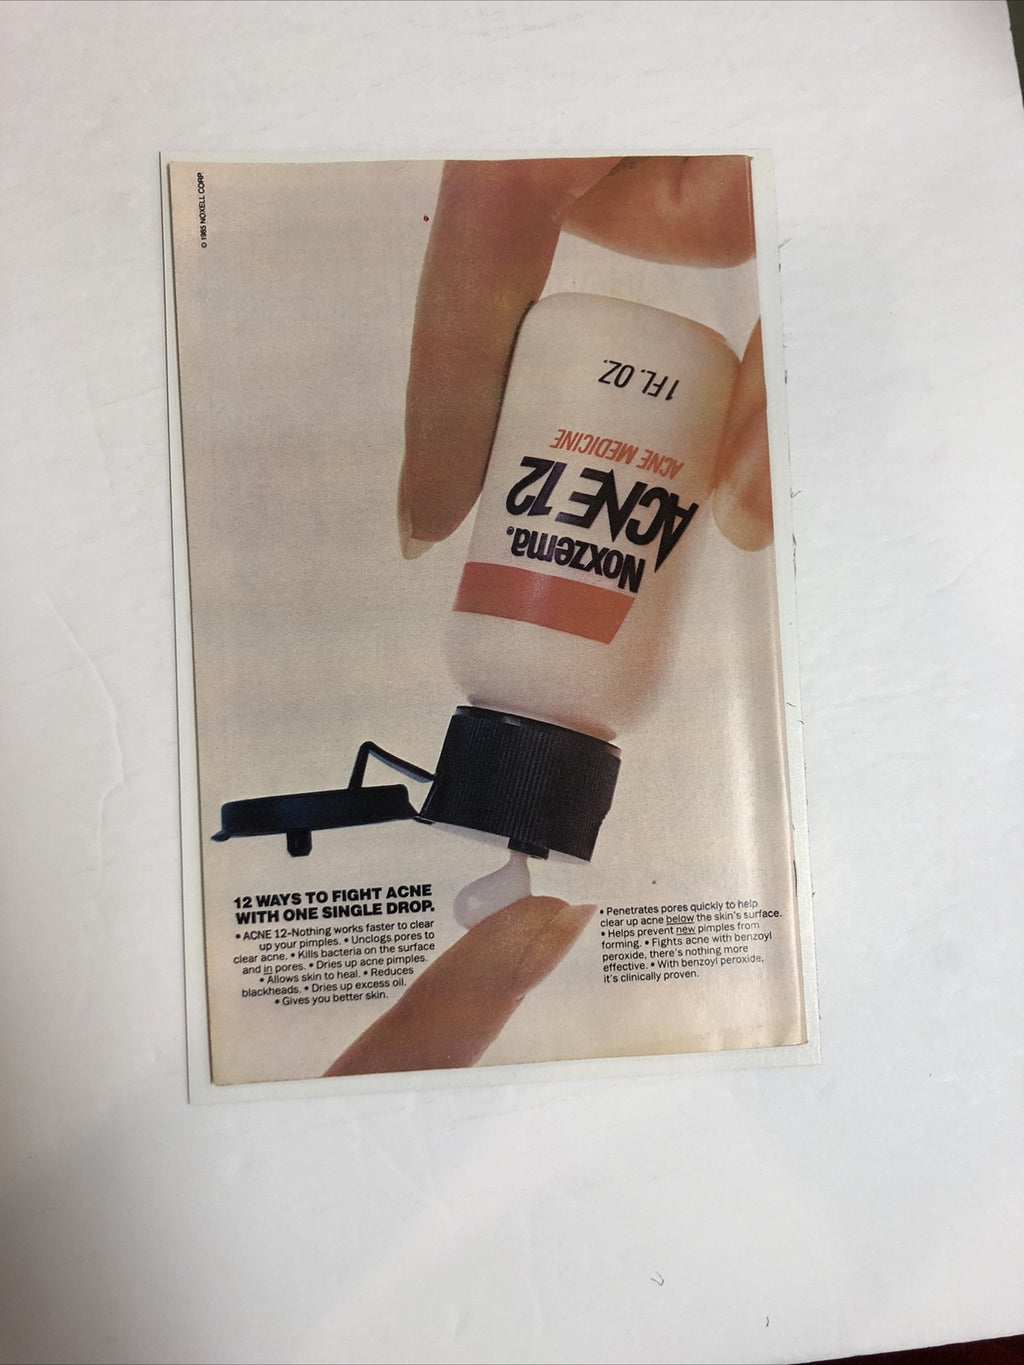 © 1985 NOXELL CORP.
1 FL. OZ.
ACNE MEDICINE
ACNE 12
Noxzema®
12 WAYS TO FIGHT ACNE
WITH ONE SINGLE DROP.
• ACNE 12–Nothing works faster to clear
up your pimples. • Unclogs pores to
clear acne. • Kills bacteria on the surface
and in pores. • Dries up acne pimples.
• Allows skin to heal. • Reduces
blackheads. • Dries up excess oil.
• Gives you better skin.
• Penetrates pores quickly to help
clear up acne below the skin's surface.
• Helps prevent new pimples from
forming. • Fights acne with benzoyl
peroxide, there's nothing more
effective. • With benzoyl peroxide,
it's clinically proven.